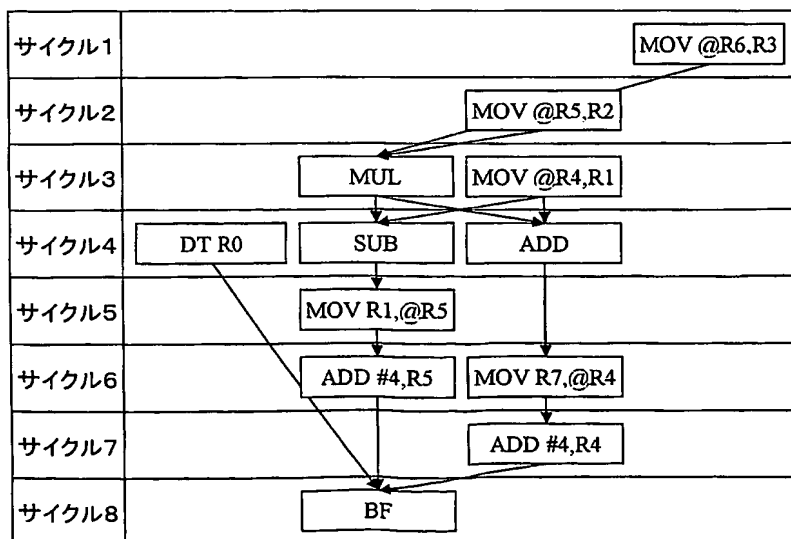 サイクル1
MOV @R6,R3
サイクル2
MOV @R5,R2
サイクル3
MUL
MOV @R4,R1
サイクル4
DT R0
SUB
ADD
サイクル5
MOV R1,@R5
サイクル6
ADD #4,R5
MOV R7,@R4
サイクル7
ADD #4,R4
サイクル8
BF